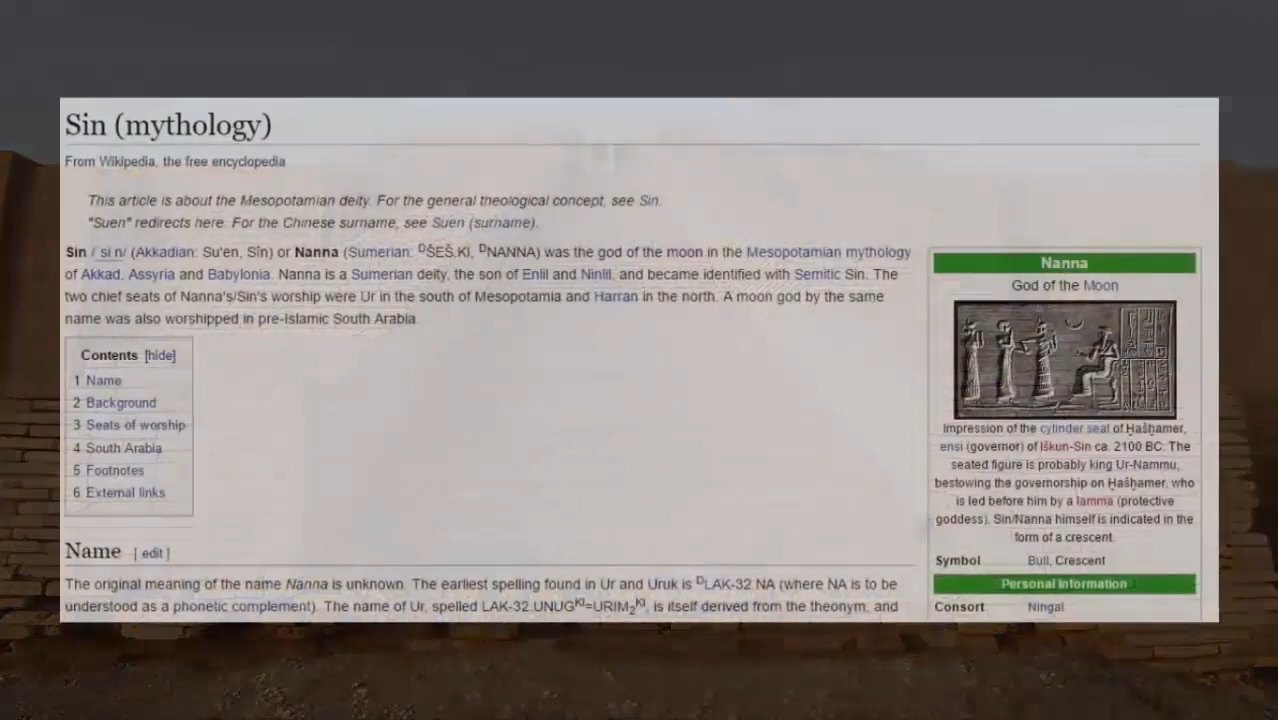 Sin (mythology)
From Wikipedia, the free encyclopedia
This article is about the Mesopotamian deity. For the general theological concept, see Sin.
"Suen" redirects here. For the Chinese surname, see Suen (surname).
Sin /ˈsiːn/ (Akkadian: Su'en, Sîn) or Nanna (Sumerian: ᴰŠEŠ.KI, ᴰNANNA) was the god of the moon in the Mesopotamian mythology
of Akkad, Assyria and Babylonia. Nanna is a Sumerian deity, the son of Enlil and Ninlil, and became identified with Semitic Sin. The
two chief seats of Nanna's/Sin's worship were Ur in the south of Mesopotamia and Harran in the north. A moon god by the same
name was also worshipped in pre-Islamic South Arabia.
Contents [hide]
1 Name
2 Background
3 Seats of worship
4 South Arabia
5 Footnotes
6 External links
Name [ edit ]
The original meaning of the name Nanna is unknown. The earliest spelling found in Ur and Uruk is ᴰLAK-32.NA (where NA is to be
understood as a phonetic complement). The name of Ur, spelled LAK-32.UNUGᴷᴵ=URIM₂ᴷᴵ, is itself derived from the theonym, and
Nanna
God of the Moon
Impression of the cylinder seal of Ḫašḫamer,
ensi (governor) of Iškun-Sin ca. 2100 BC. The
seated figure is probably king Ur-Nammu,
bestowing the governorship on Ḫašḫamer, who
is led before him by a lamma (protective
goddess). Sin/Nanna himself is indicated in the
form of a crescent.
Symbol Bull, Crescent
Personal Information
Consort Ningal